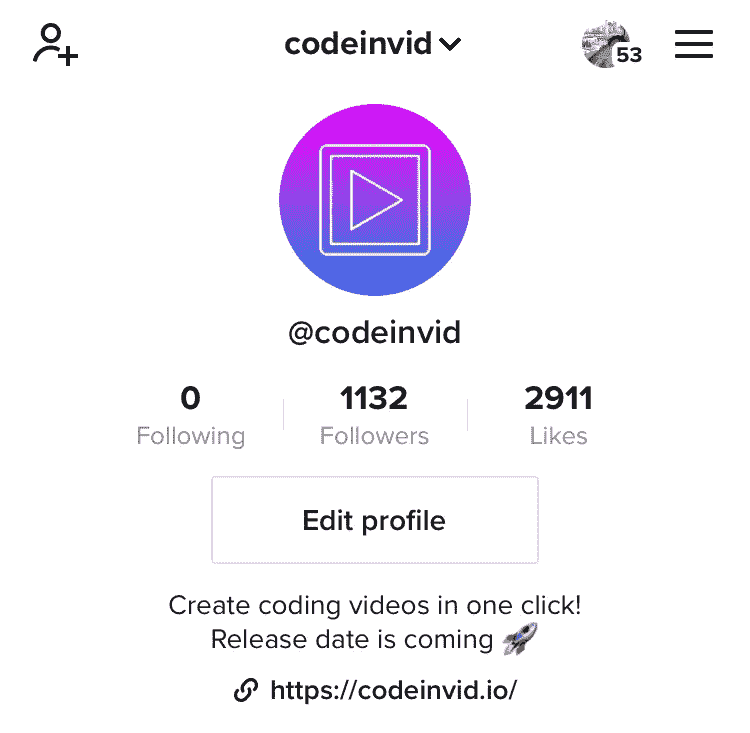 codeinvid
53
@codeinvid
0 1132 2911
Following Followers Likes
Edit profile
Create coding videos in one click!
Release date is coming 🚀
https://codeinvid.io/